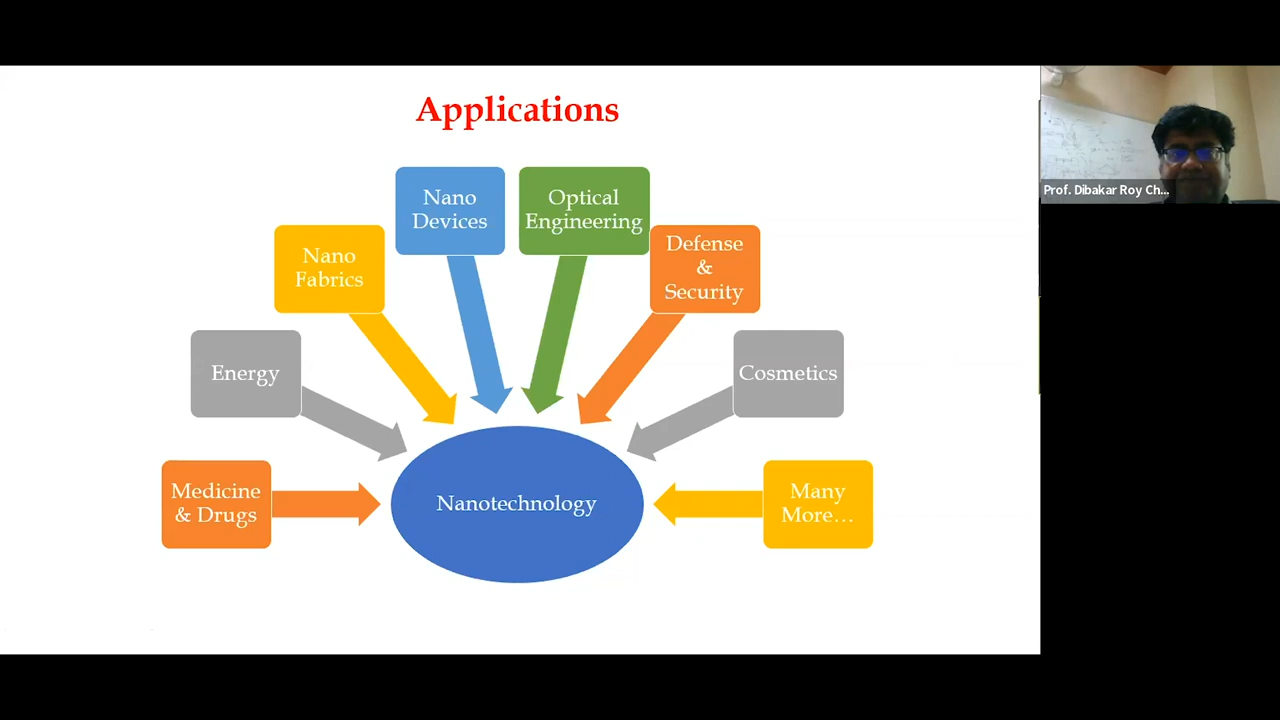 Applications
Nano
Devices
Optical
Engineering
Nano
Fabrics
Defense
&
Security
Energy
Cosmetics
Medicine
& Drugs
Nanotechnology
Many
More…
Prof. Dibakar Roy Ch...